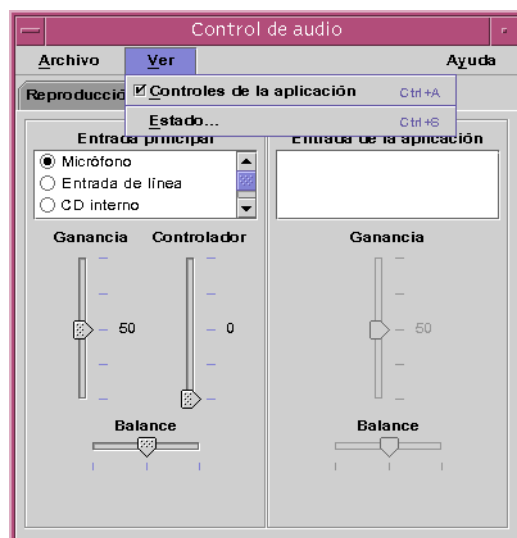 Control de audio
Archivo Ver Ayuda
Controles de la aplicación Ctrl+A
Estado... Ctrl+S
Entrada principal Entrada de la aplicación
Micrófono
Entrada de línea
CD interno
Ganancia Controlador Ganancia
50 0 50
Balance Balance